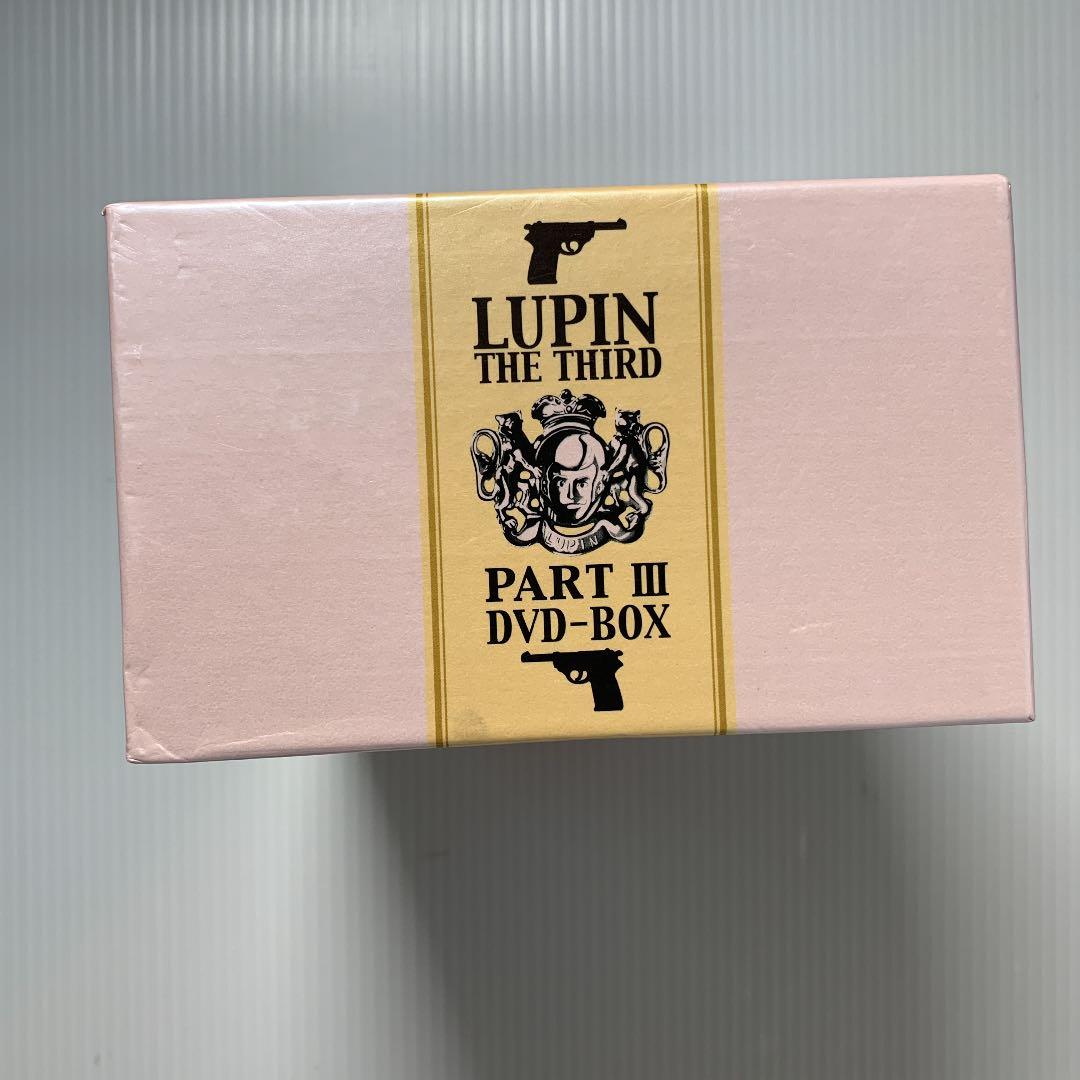 LUPIN
THE THIRD
LUPIN
PART III
DVD-BOX